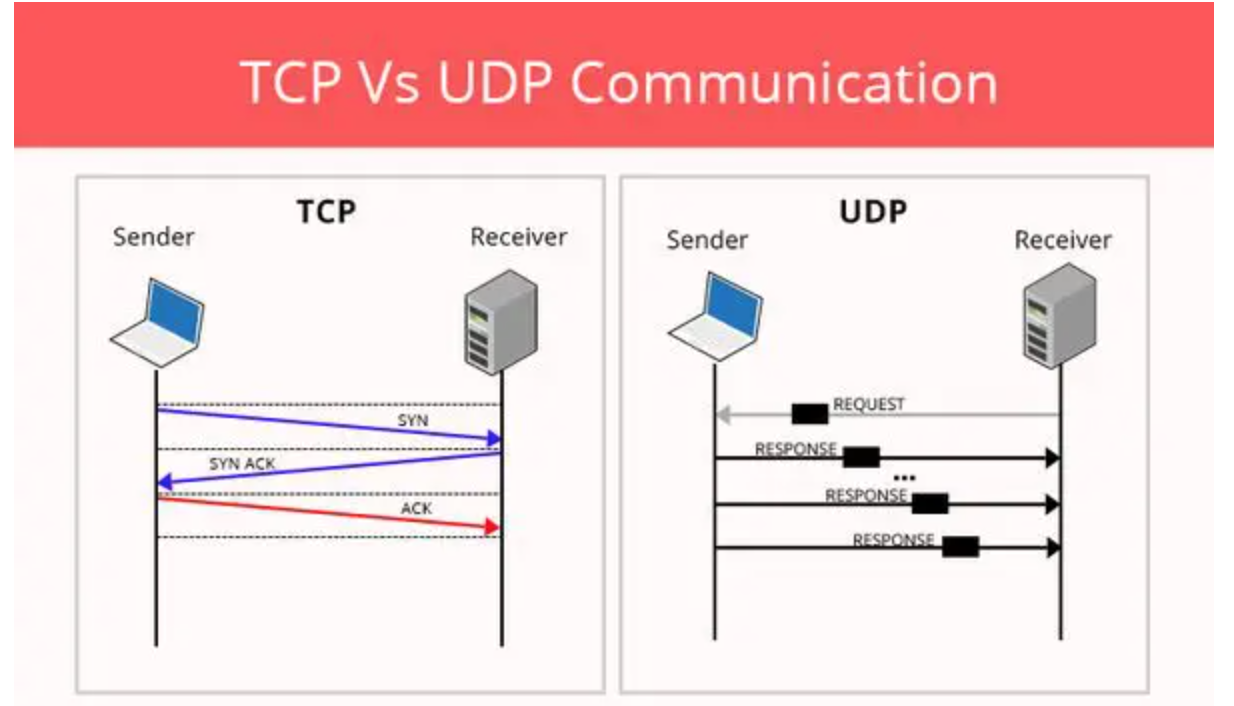 TCP Vs UDP Communication
TCP
Sender
Receiver
SYN
SYN ACK
ACK
UDP
Sender
Receiver
REQUEST
RESPONSE
...
RESPONSE
RESPONSE